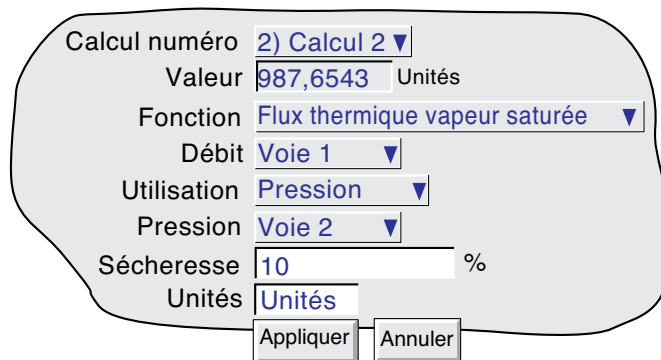 Calcul numéro 2) Calcul 2
Valeur 987,6543 Unités
Fonction Flux thermique vapeur saturée
Débit Voie 1
Utilisation Pression
Pression Voie 2
Sécheresse 10 %
Unités Unités
Appliquer Annuler